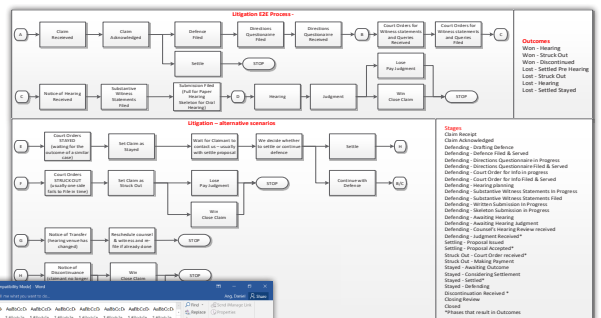 Litigation E2E Process -
A
Claim
Received
Claim
Acknowledged
Defense
Filed
Directions
Questionnaire
Filed
Directions
Questionnaire
Received
B
Court Orders for
Witness statements
and Queries
Received
Court Orders for
Witness statements
and Queries
Filed
C
Settle
STOP
C
Notice of Hearing
Received
Substantive
Witness
Statements
Filed
Submission Filed
(Full for Paper
Hearing
Skeleton for Oral
Hearing)
D
Hearing
Judgment
Lose
Pay Judgment
Win
Close Claim
STOP
Outcomes
Won - Hearing
Won - Struck Out
Won - Discontinued
Lost - Settled Pre Hearing
Lost - Struck Out
Lost - Hearing
Lost - Settled Stayed
Litigation – alternative scenarios
E
Court Orders
STAYED
(waiting for the
outcome of a similar
case)
Set Claim as
Stayed
Wait for Claimant to
contact us – usually
with settle proposal
We decide whether
to settle or continue
defence
Settle
H
F
Court Orders
STRUCKOUT
(usually one side
fails to File in time)
Set Claim as
Struck Out
Lose
Pay Judgment
STOP
Continue with
Defense
B/C
Win
Close Claim
G
Notice of Transfer
(hearing venue has
changed)
Reschedule counsel
& witness and re-
file if already done
STOP
H
Notice of
Discontinuance
(claimant no longer
Win
Close Claim
STOP
Stages:
Claim Receipt
Claim Acknowledged
Defending - Drafting Defence
Defending - Defence Filed & Served
Defending - Directions Questionnaire in Progress
Defending - Directions Questionnaire Filed & Served
Defending - Court Order for Info in progress
Defending - Court Order for Info Filed & Served
Defending - Hearing planning
Defending - Substantive Witness Statements In Progress
Defending - Substantive Witness Statements Filed
Defending - Written Submission In Progress
Defending - Skeleton Submission in Progress
Defending - Awaiting Hearing
Defending - Counsel's Hearing Review received
Defending - Awaiting Judgment
Defending - Judgment Received*
Settling - Proposal Issued
Settling - Proposal Accepted*
Struck Out - Court Order received*
Struck Out - Making Payment
Stayed - Awaiting Outcome
Stayed - Considering Settlement
Stayed - Settled*
Stayed - Defending
Discontinuation Received *
Closing Review
Closed
*Phases that result in Outcomes
patibility Mode] - Word
Ang, Daniel
Share
Find
Replace